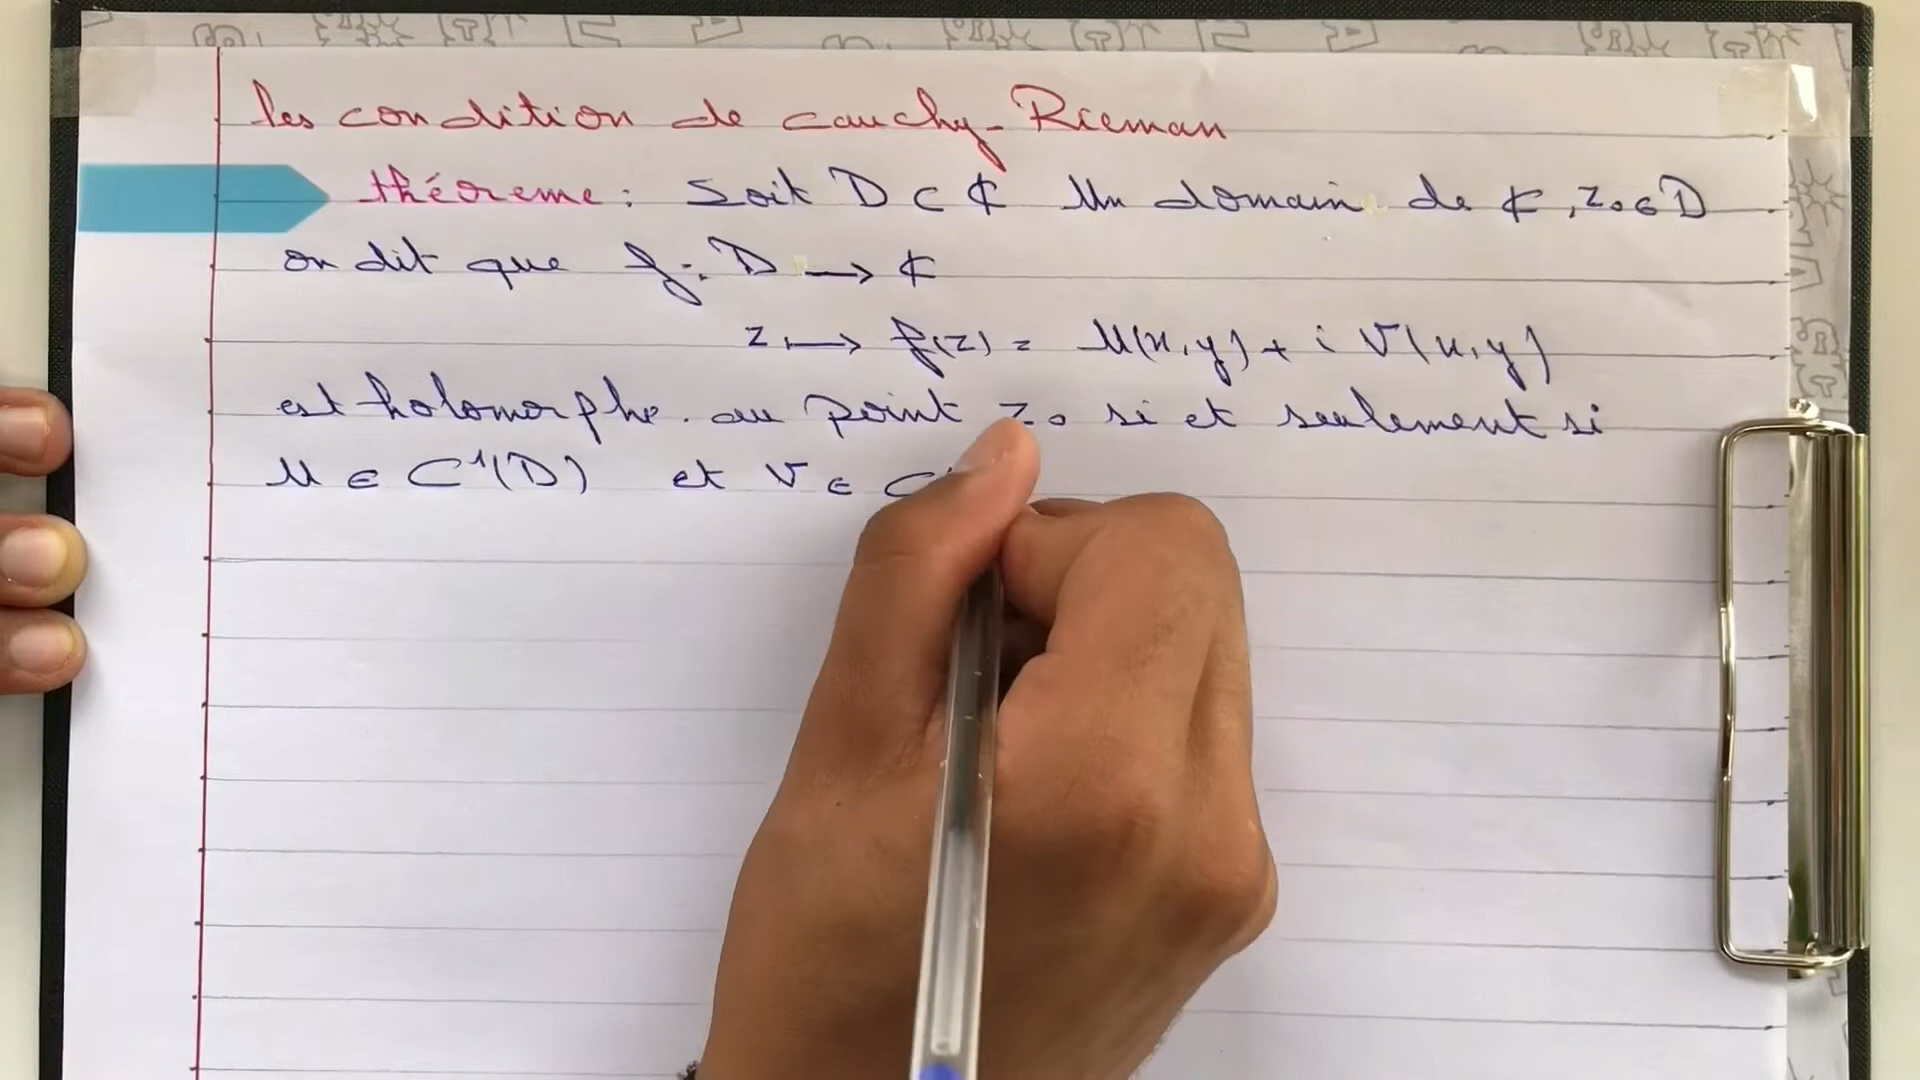 les condition de cauchy-Rieman
théoreme : Soit D ⊂ ℂ Un domain de ℂ, z₀ ∈ D
on dit que f : D → ℂ
z ⟼ f(z) = U(x,y) + i V(x,y)
est holomorphe. au point z₀ si et seulement si
U ∈ C¹(D) et V ∈ C¹